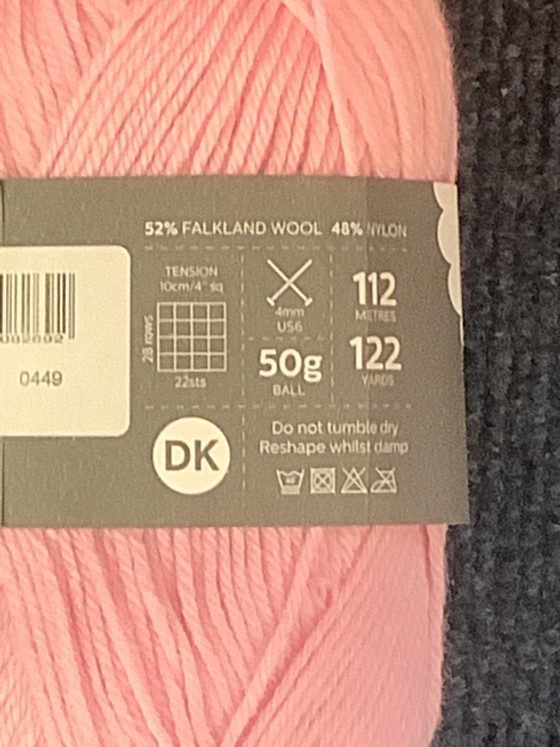 52% FALKLAND WOOL 48% NYLON
TENSION
10cm/4" sq
28 rows
22sts
4mm
US6
50g
BALL
112
METRES
122
YARDS
0449
DK
Do not tumble dry
Reshape whilst damp